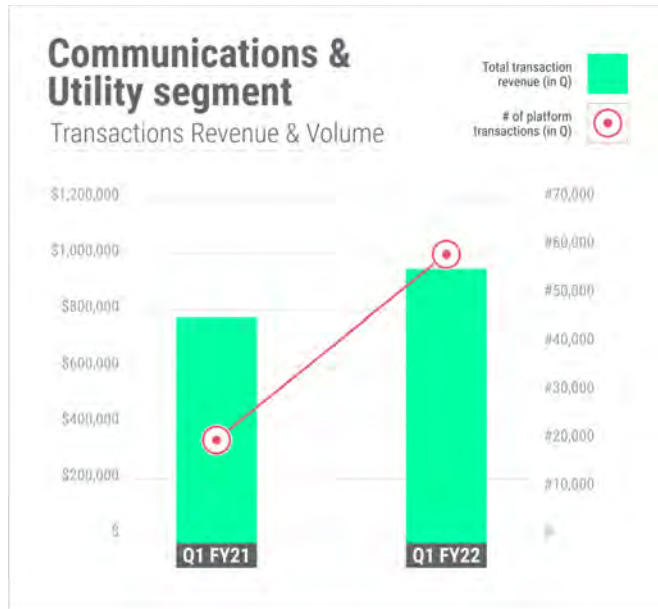 Communications &
Utility segment
Transactions Revenue & Volume
Total transaction
revenue (in Q)
# of platform
transactions (in Q)
$1,200,000
$1,000,000
$800,000
$600,000
$400,000
$200,000
$
#70,000
#60,000
#50,000
#40,000
#30,000
#20,000
#10,000
Q1 FY21
Q1 FY22